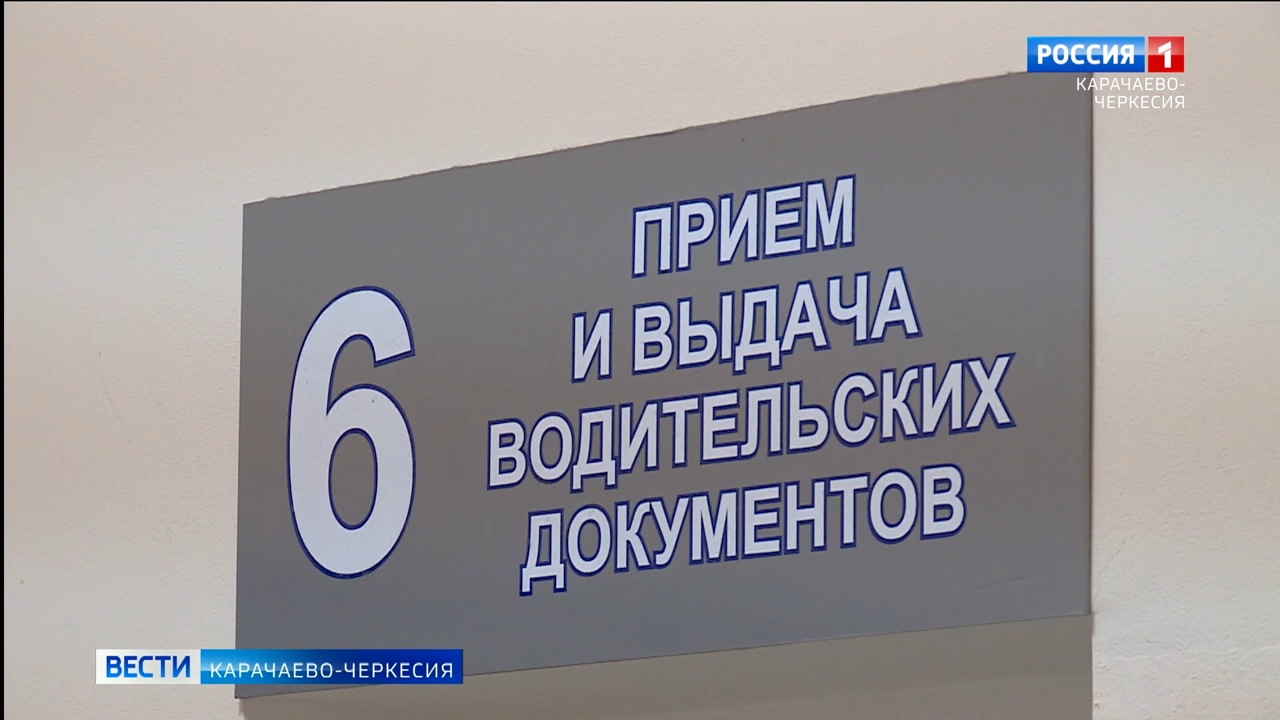 РОССИЯ 1
КАРАЧАЕВО-
ЧЕРКЕСИЯ
6
ПРИЕМ
И ВЫДАЧА
ВОДИТЕЛЬСКИХ
ДОКУМЕНТОВ
ВЕСТИ КАРАЧАЕВО-ЧЕРКЕСИЯ